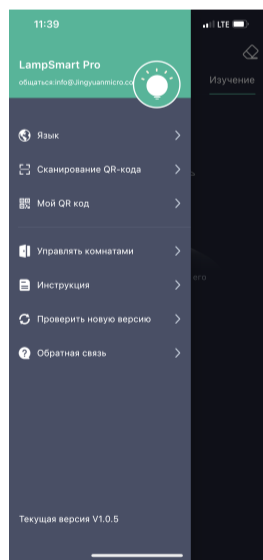 11:39
LTE
LampSmart Pro
общаться:info@Jingyuanmicro.co
Изучение
Язык
Сканирование QR-кода
Мой QR код
Управлять комнатами
его
Инструкция
Проверить новую версию
Обратная связь
Текущая версия V1.0.5